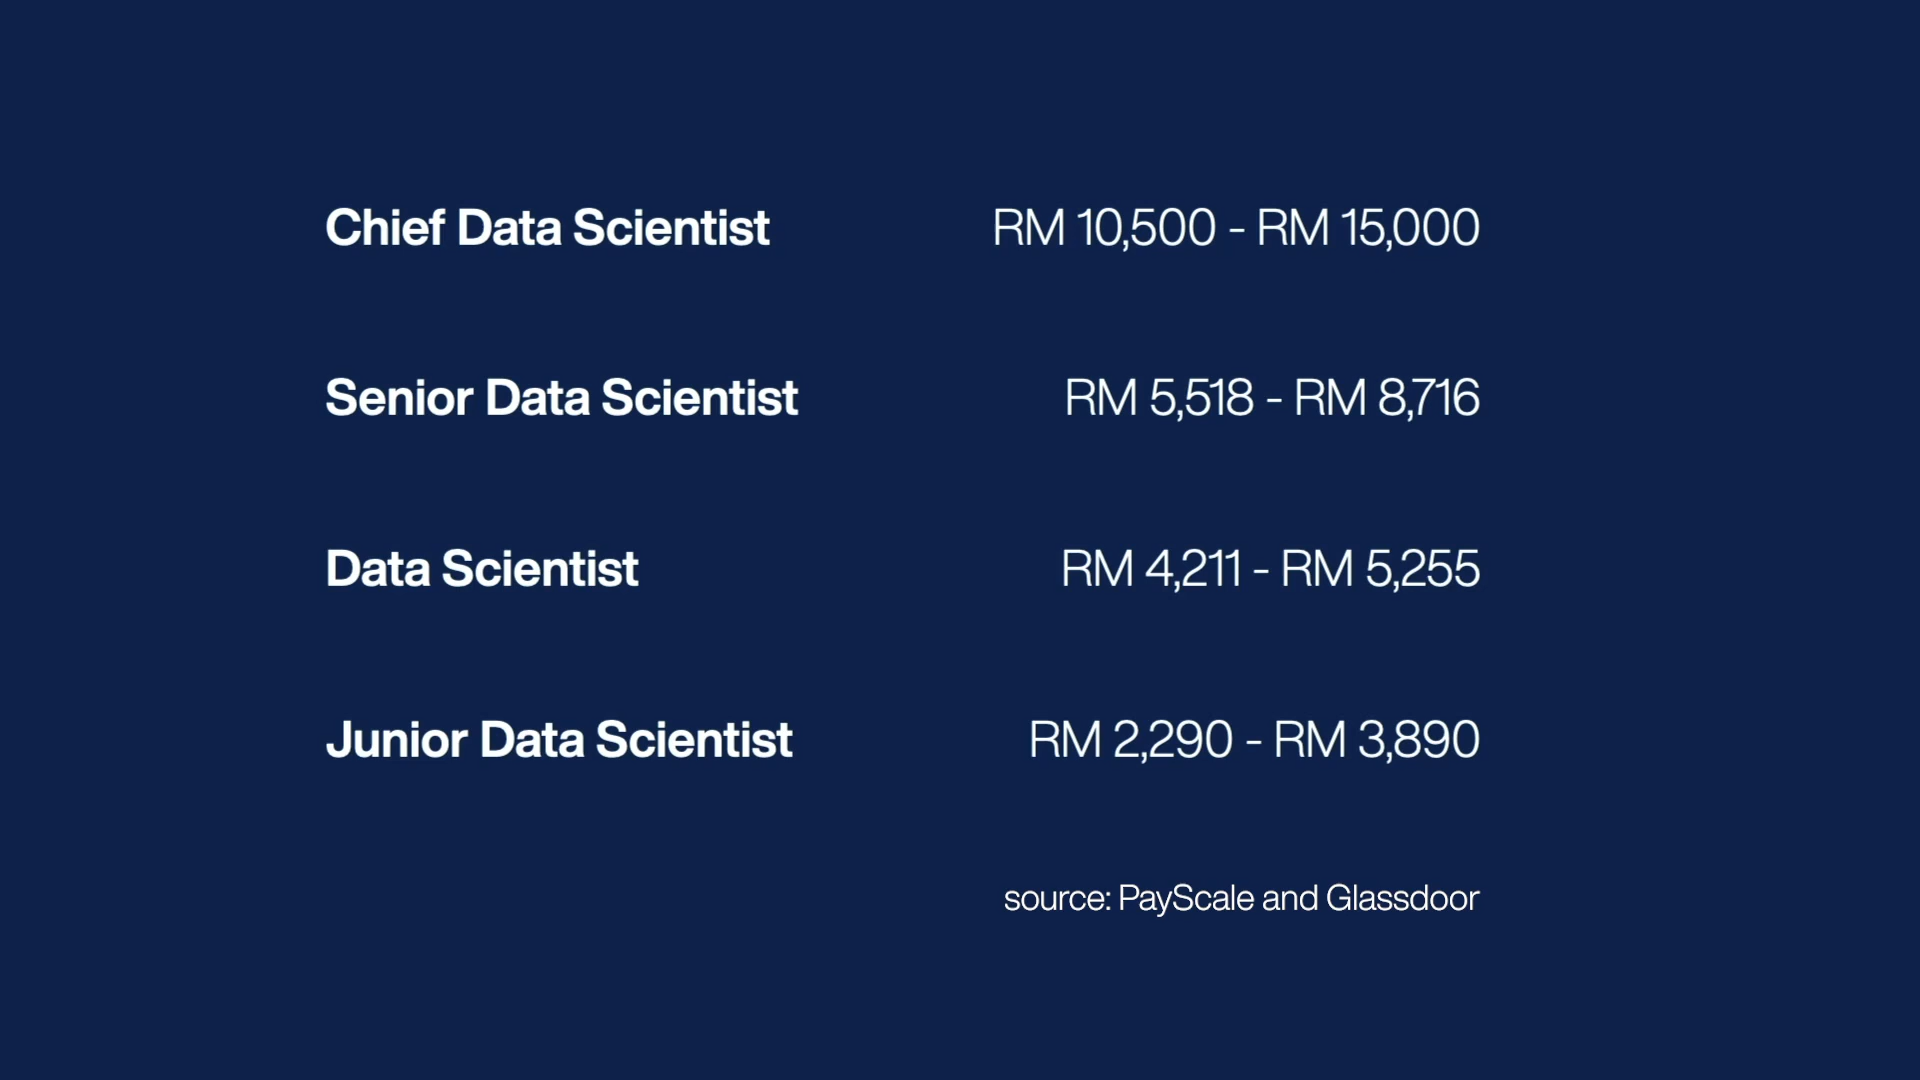 Chief Data Scientist RM 10,500 - RM 15,000
Senior Data Scientist RM 5,518 - RM 8,716
Data Scientist RM 4,211 - RM 5,255
Junior Data Scientist RM 2,290 - RM 3,890
source: PayScale and Glassdoor